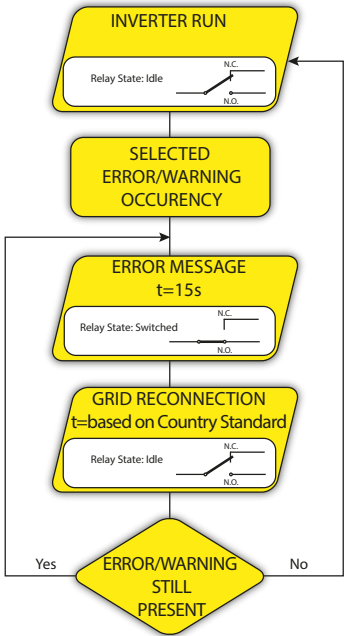 INVERTER RUN
N.C.
Relay State: Idle
N.O.
SELECTED
ERROR/WARNING
OCCURENCY
ERROR MESSAGE
t=15s
N.C.
Relay State: Switched
N.O.
GRID RECONNECTION
t=based on Country Standard
N.C.
Relay State: Idle
N.O.
Yes
ERROR/WARNING
STILL
PRESENT
No